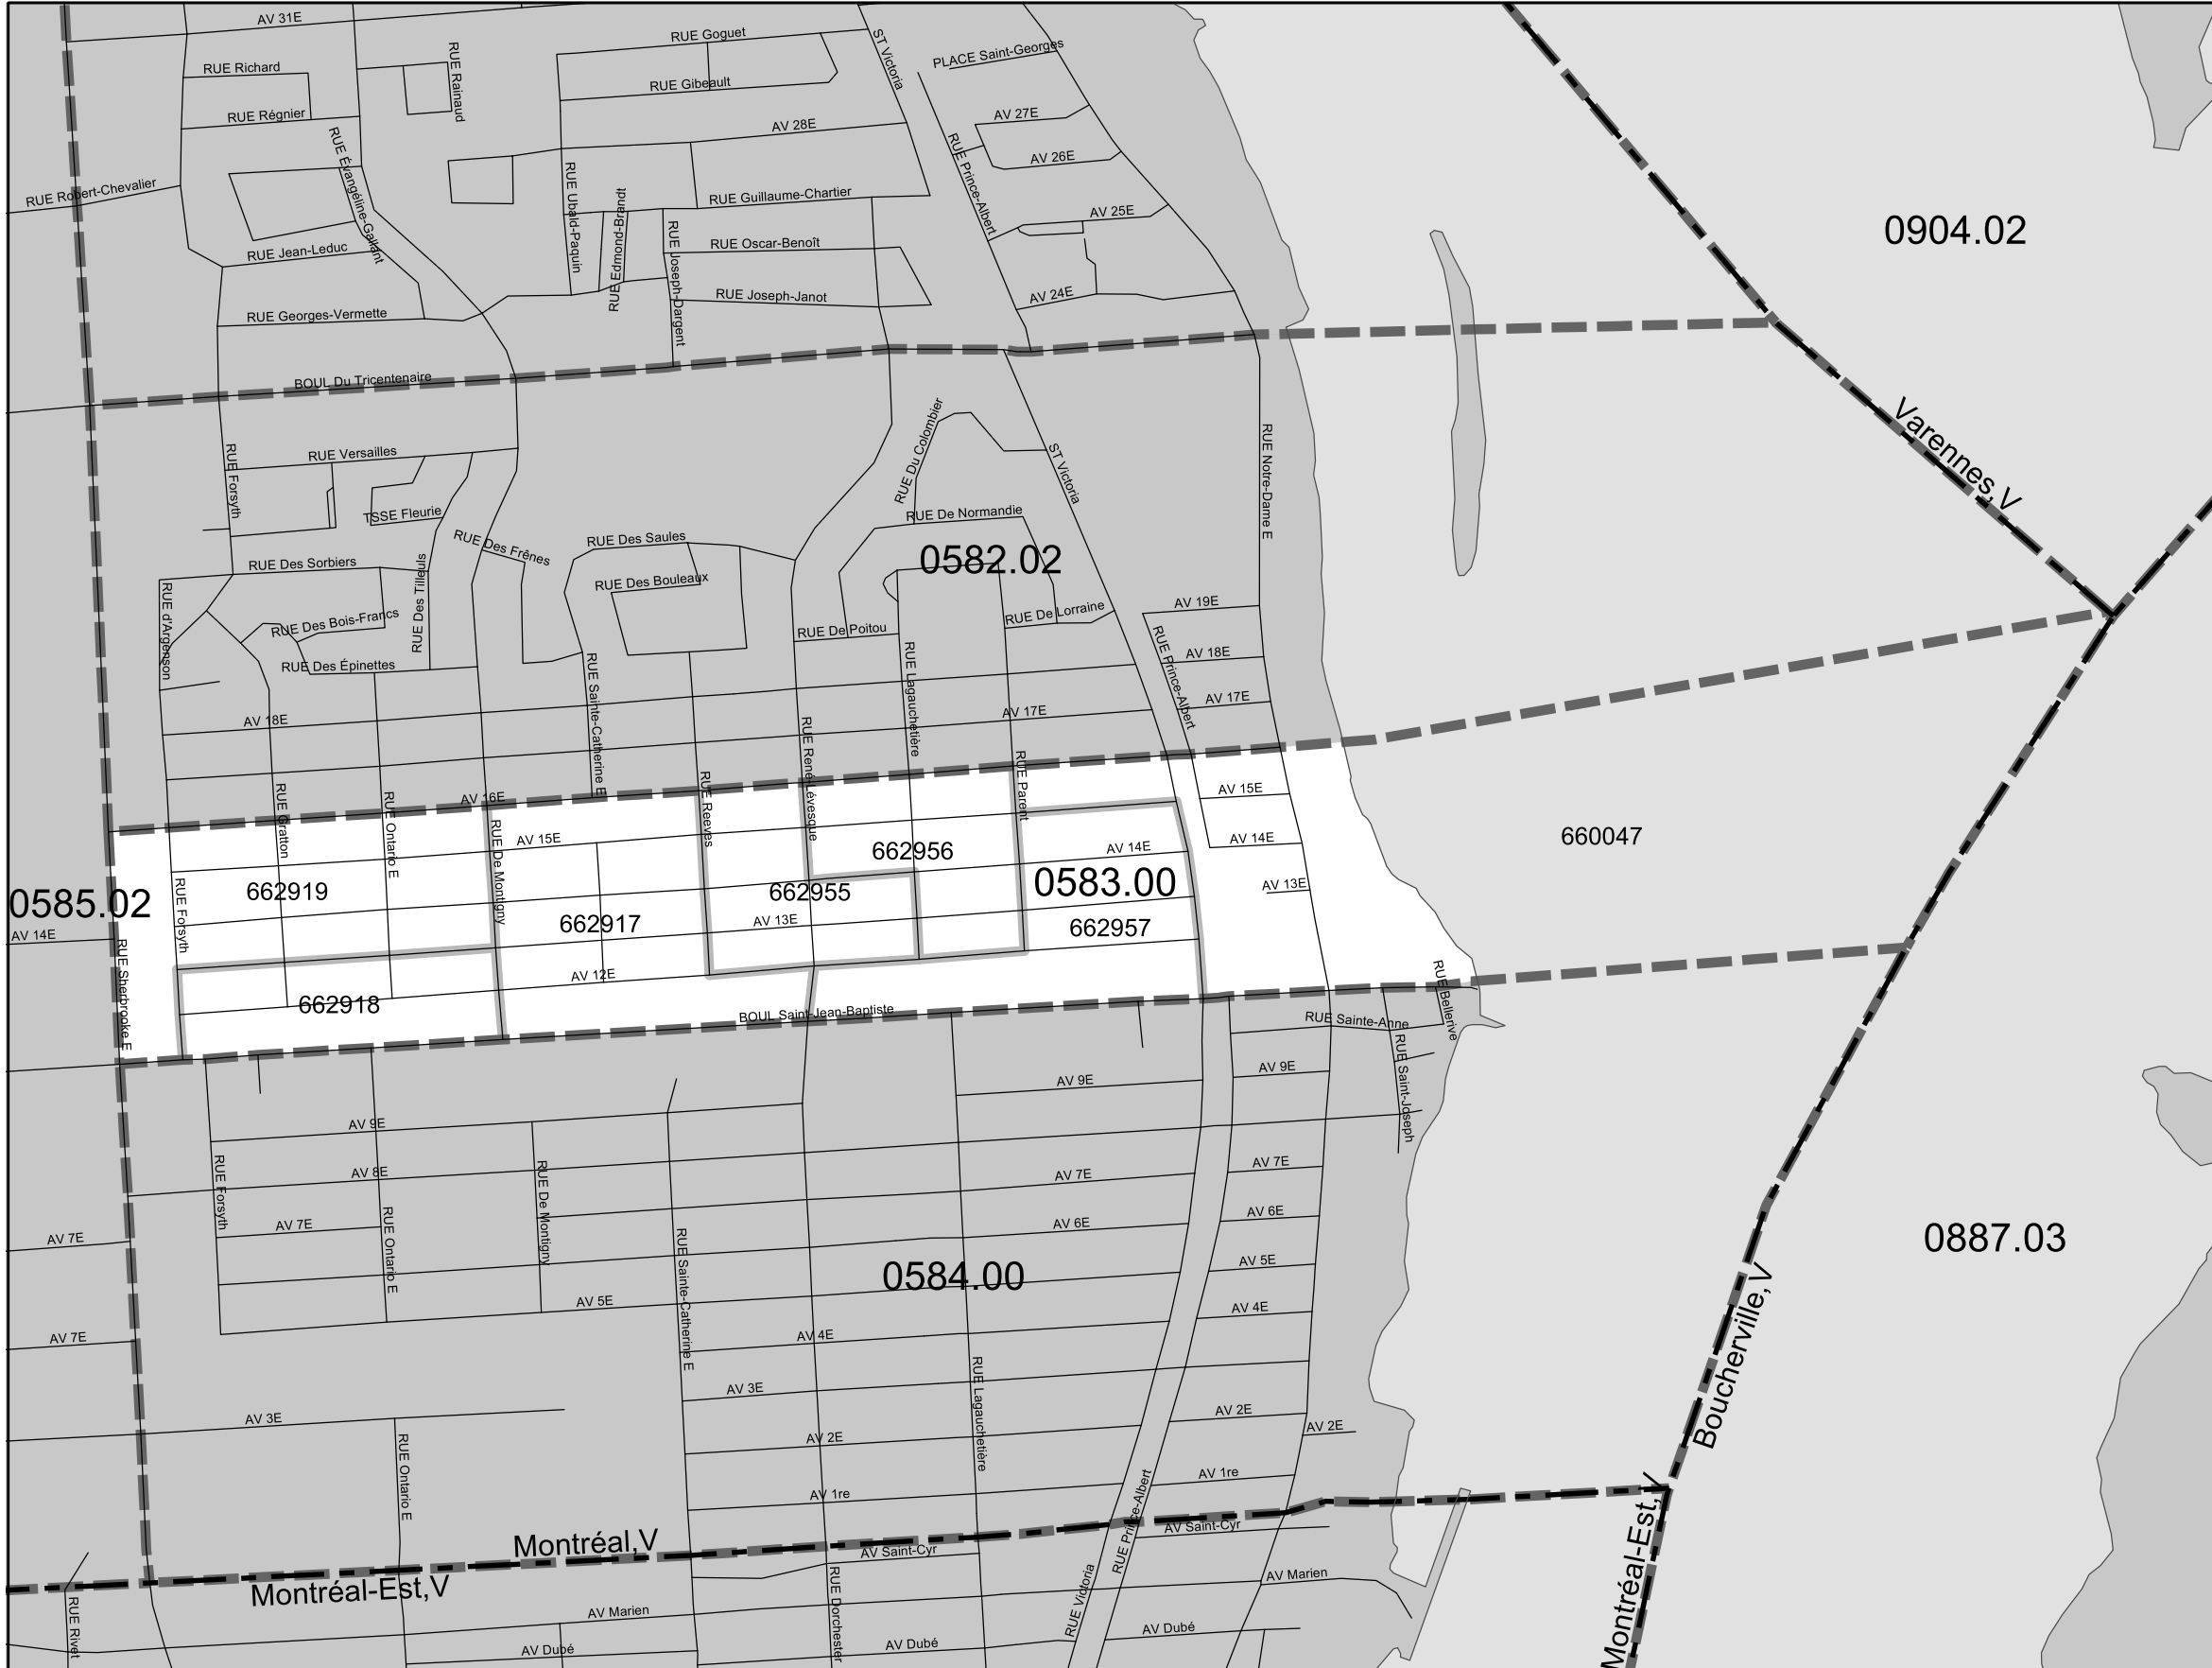 AV 31E
RUE Goguet
ST Victoria
PLACE Saint-Georges
RUE Richard
RUE Rainaud
RUE Gibeault
RUE Régnier
AV 28E
AV 27E
RUE Évangéline-Gallant
RUE Prince-Albert
AV 26E
RUE Robert-Chevalier
RUE Ubald-Paquin
RUE Edmond-Brandt
RUE Guillaume-Chartier
AV 25E
0904.02
RUE Jean-Leduc
RUE Joseph-Dargent
RUE Oscar-Benoît
RUE Joseph-Janot
AV 24E
RUE Georges-Vermette
BOUL Du Tricentenaire
RUE Du Colombier
Varennes,V
RUE Forsyth
RUE Versailles
ST Victoria
RUE Notre-Dame E
TSSE Fleurie
RUE De Normandie
RUE Des Frênes
RUE Des Saules
0582.02
RUE Des Sorbiers
RUE Des Tilleuls
RUE Des Bouleaux
RUE d'Argenson
RUE Des Bois-Francs
RUE De Lorraine
AV 19E
RUE De Poitou
RUE Prince-Albert
AV 18E
RUE Des Épinettes
RUE Sainte-Catherine E
RUE Lagauchetière
AV 17E
AV 18E
AV 17E
RUE René-Lévesque
RUE Parent
RUE Gratton
RUE Ontario E
AV 16E
RUE Reeves
AV 15E
RUE De Montigny
AV 15E
662956
AV 14E
AV 14E
660047
0585.02
662919
RUE Forsyth
662955
0583.00
AV 13E
662917
AV 13E
662957
AV 14E
RUE Sherbrooke E
AV 12E
RUE Bellerive
662918
BOUL Saint-Jean-Baptiste
RUE Sainte-Anne
RUE Saint-Joseph
AV 9E
AV 9E
AV 9E
RUE Forsyth
AV 8E
RUE De Montigny
AV 7E
AV 7E
AV 7E
AV 7E
RUE Ontario E
AV 6E
AV 6E
RUE Sainte-Catherine E
0887.03
0584.00
AV 5E
AV 5E
AV 4E
AV 4E
AV 7E
Boucherville,V
RUE Lagauchetière
AV 3E
AV 3E
AV 2E
AV 2E
AV 2E
RUE Ontario E
AV 1re
AV 1re
RUE Prince-Albert
Montréal-Est,V
Montréal,V
AV Saint-Cyr
AV Saint-Cyr
Montréal-Est,V
RUE Rivet
RUE Dorchester
RUE Victoria
AV Marien
AV Marien
AV Dubé
AV Dubé
AV Dubé